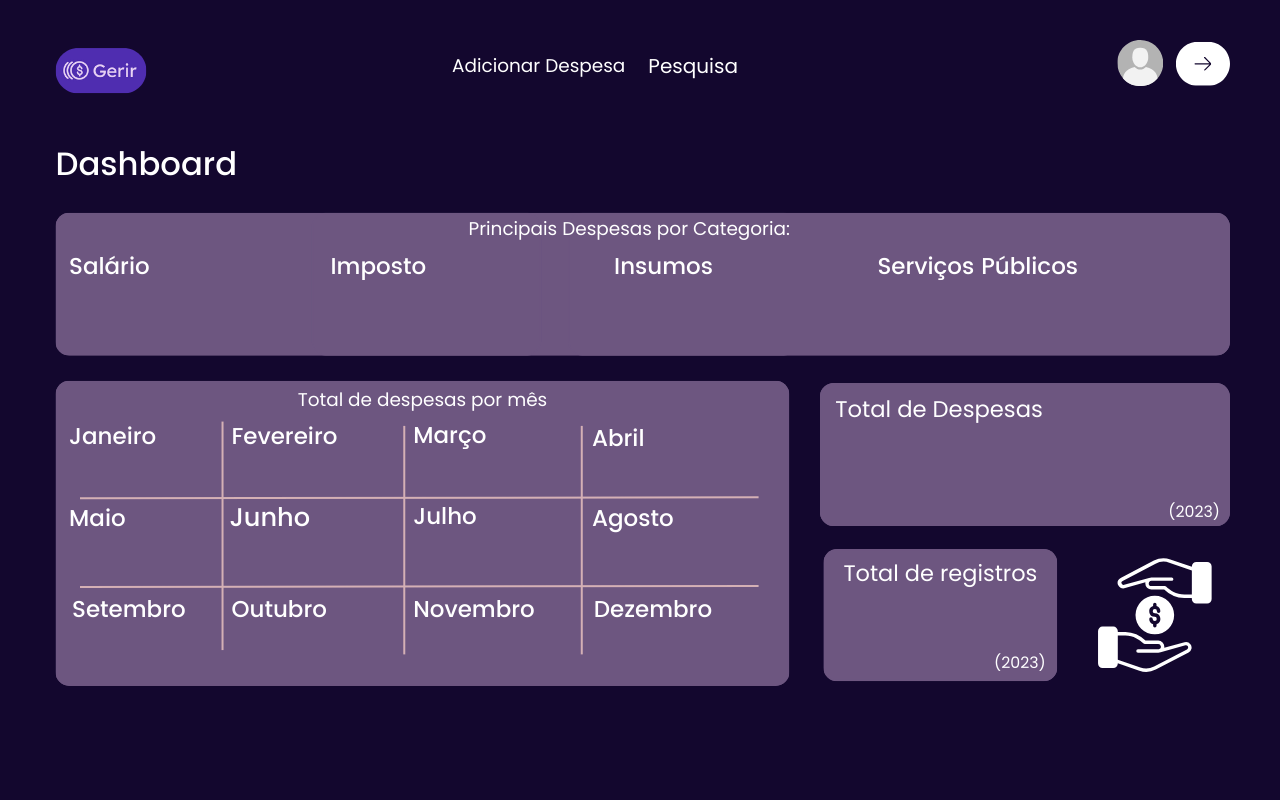 Gerir
Adicionar Despesa Pesquisa
Dashboard
Principais Despesas por Categoria:
Salário Imposto Insumos Serviços Públicos
Total de despesas por mês
Janeiro Fevereiro Março Abril
Maio Junho Julho Agosto
Setembro Outubro Novembro Dezembro
Total de Despesas
(2023)
Total de registros
(2023)
$